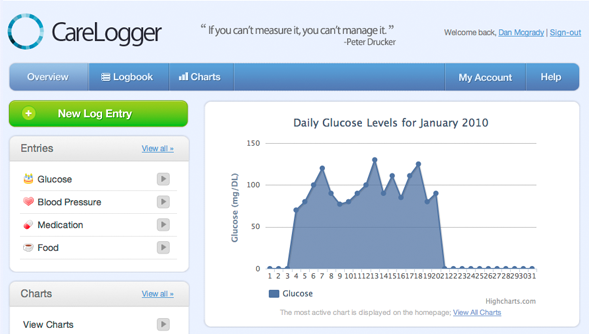 CareLogger
“ If you can't measure it, you can't manage it. ”
-Peter Drucker
Welcome back, Dan Mcgrady | Sign-out
Overview
Logbook
Charts
My Account
Help
New Log Entry
Entries
View all »
Glucose
Blood Pressure
Medication
Food
Charts
View all »
View Charts
Daily Glucose Levels for January 2010
Glucose (mg/DL)
150
100
50
0
1 2 3 4 5 6 7 8 9 10 11 12 13 14 15 16 17 18 19 20 21 22 23 24 25 26 27 28 29 30 31
Glucose
Highcharts.com
The most active chart is displayed on the homepage; View All Charts